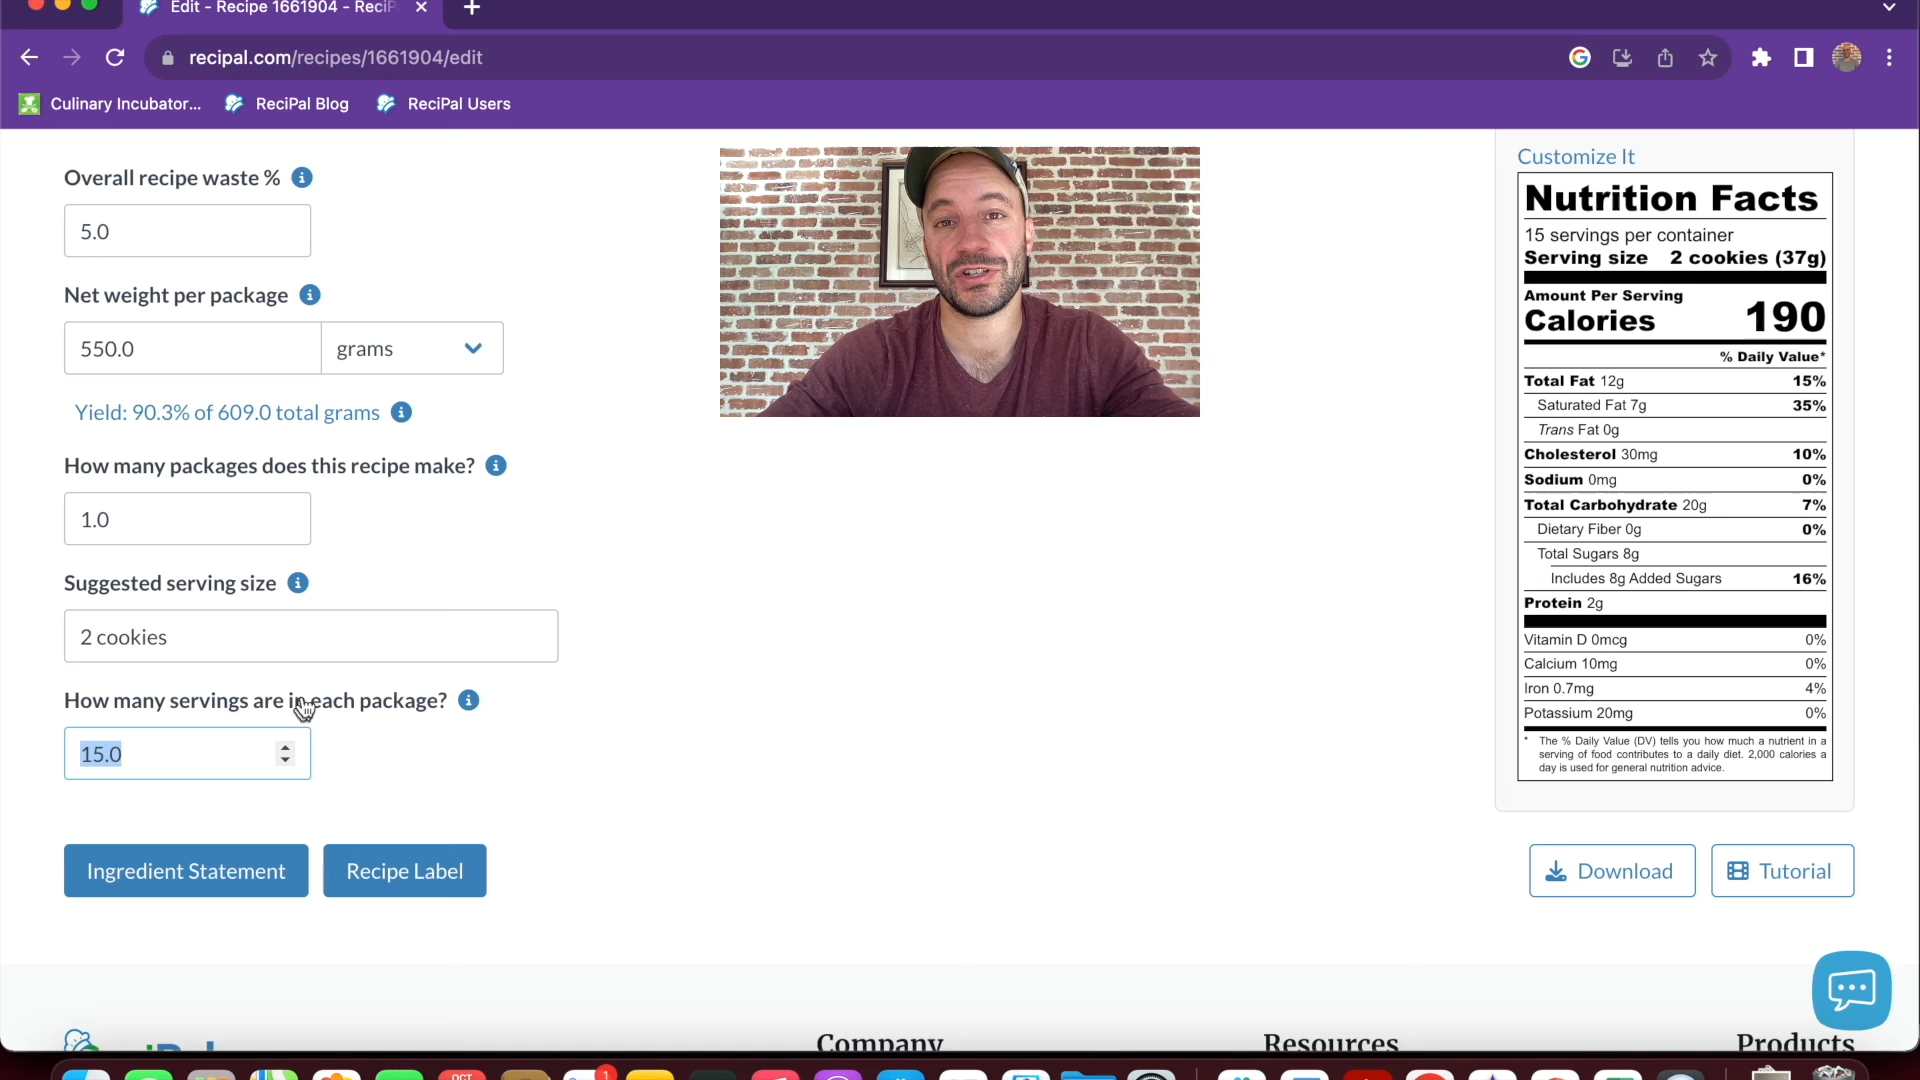 Edit - Recipe 1661904 - ReciP
recipal.com/recipes/1661904/edit
Culinary Incubator...
ReciPal Blog
ReciPal Users
Overall recipe waste %
5.0
Net weight per package
550.0
grams
Yield: 90.3% of 609.0 total grams
How many packages does this recipe make?
1.0
Suggested serving size
2 cookies
How many servings are in each package?
15.0
Ingredient Statement
Recipe Label
Customize It
Nutrition Facts
15 servings per container
Serving size 2 cookies (37g)
Amount Per Serving
Calories 190
% Daily Value*
Total Fat 12g 15%
Saturated Fat 7g 35%
Trans Fat 0g
Cholesterol 30mg 10%
Sodium 0mg 0%
Total Carbohydrate 20g 7%
Dietary Fiber 0g 0%
Total Sugars 8g
Includes 8g Added Sugars 16%
Protein 2g
Vitamin D 0mcg 0%
Calcium 10mg 0%
Iron 0.7mg 4%
Potassium 20mg 0%
* The % Daily Value (DV) tells you how much a nutrient in a
serving of food contributes to a daily diet. 2,000 calories a
day is used for general nutrition advice.
Download
Tutorial
Company
Resources
Products
OCT
1